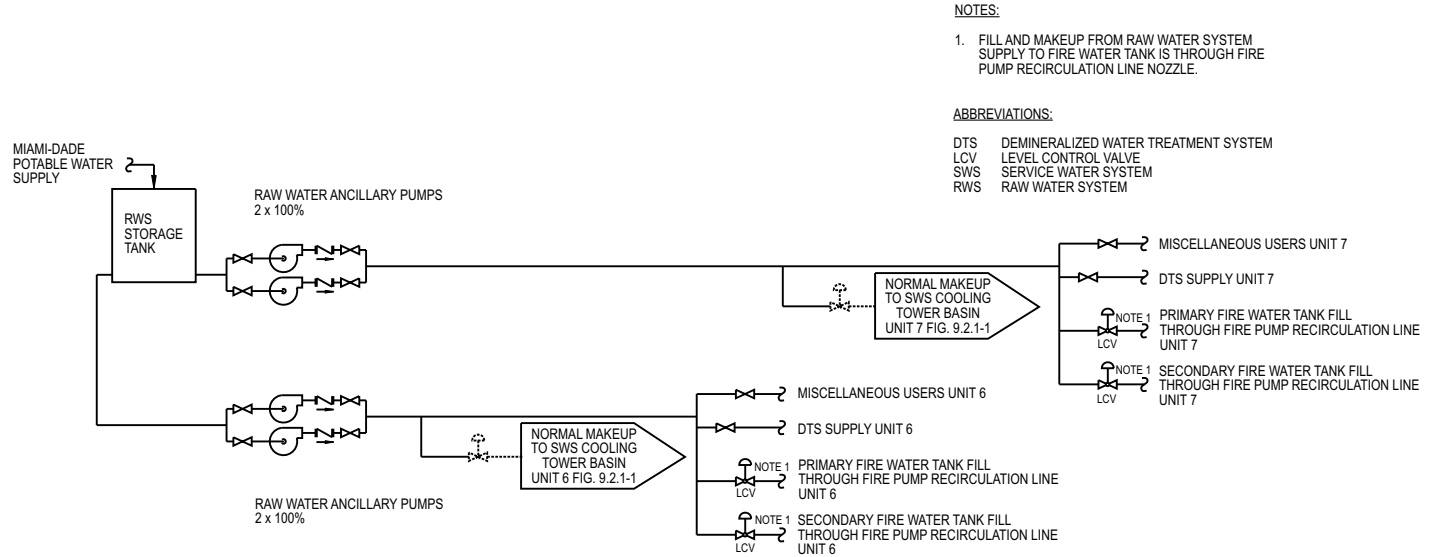 NOTES:
1. FILL AND MAKEUP FROM RAW WATER SYSTEM
SUPPLY TO FIRE WATER TANK IS THROUGH FIRE
PUMP RECIRCULATION LINE NOZZLE.
ABBREVIATIONS:
DTS DEMINERALIZED WATER TREATMENT SYSTEM
LCV LEVEL CONTROL VALVE
SWS SERVICE WATER SYSTEM
RWS RAW WATER SYSTEM
MIAMI-DADE
POTABLE WATER
SUPPLY
RWS
STORAGE
TANK
RAW WATER ANCILLARY PUMPS
2 x 100%
NORMAL MAKEUP
TO SWS COOLING
TOWER BASIN
UNIT 7 FIG. 9.2.1-1
MISCELLANEOUS USERS UNIT 7
DTS SUPPLY UNIT 7
NOTE 1
LCV
PRIMARY FIRE WATER TANK FILL
THROUGH FIRE PUMP RECIRCULATION LINE
UNIT 7
NOTE 1
LCV
SECONDARY FIRE WATER TANK FILL
THROUGH FIRE PUMP RECIRCULATION LINE
UNIT 7
RAW WATER ANCILLARY PUMPS
2 x 100%
NORMAL MAKEUP
TO SWS COOLING
TOWER BASIN
UNIT 6 FIG. 9.2.1-1
MISCELLANEOUS USERS UNIT 6
DTS SUPPLY UNIT 6
NOTE 1
LCV
PRIMARY FIRE WATER TANK FILL
THROUGH FIRE PUMP RECIRCULATION LINE
UNIT 6
NOTE 1
LCV
SECONDARY FIRE WATER TANK FILL
THROUGH FIRE PUMP RECIRCULATION LINE
UNIT 6